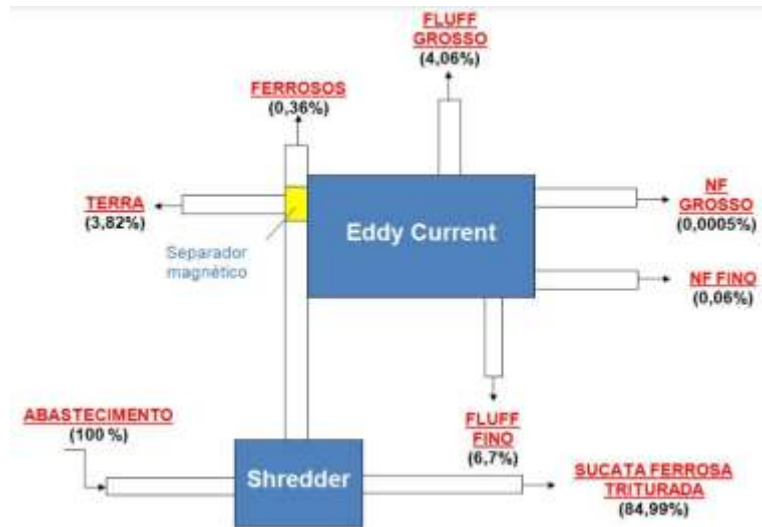 FLUFF
GROSSO
(4,06%)
FERROSOS
(0,36%)
TERRA
(3,82%)
Separador
magnético
Eddy Current
NF
GROSSO
(0,0005%)
NF FINO
(0,06%)
ABASTECIMENTO
(100 %)
Shredder
FLUFF
FINO
(6,7%)
SUCATA FERROSA
TRITURADA
(84,99%)